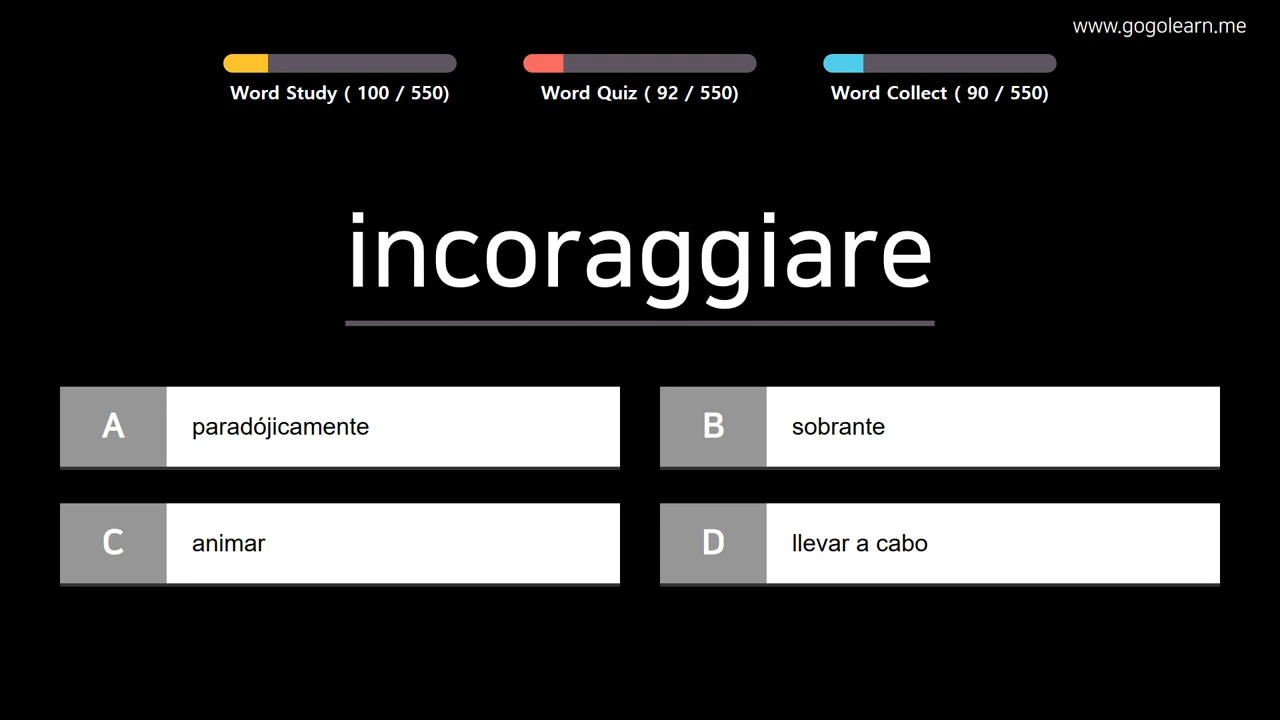 www.gogolearn.me
Word Study ( 100 / 550)
Word Quiz ( 92 / 550)
Word Collect ( 90 / 550)
incoraggiare
A paradójicamente
B sobrante
C animar
D llevar a cabo